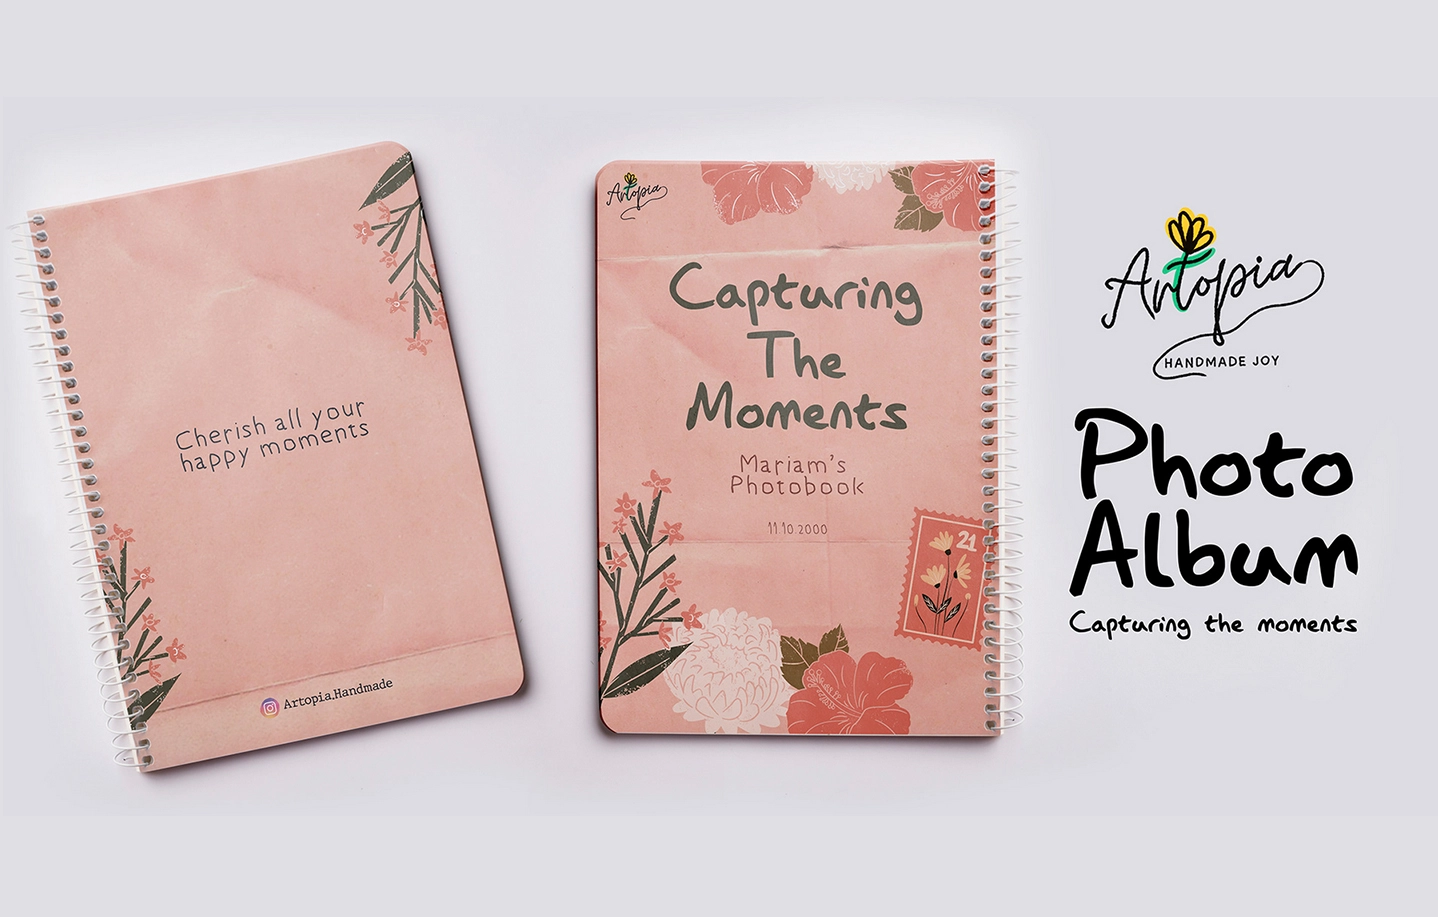 Cherish all your
happy moments
Artopia.Handmade
Artopia
Capturing
The
Moments
Mariam's
Photobook
11.10.2000
21
Artopia
HANDMADE JOY
Photo
Album
Capturing the moments